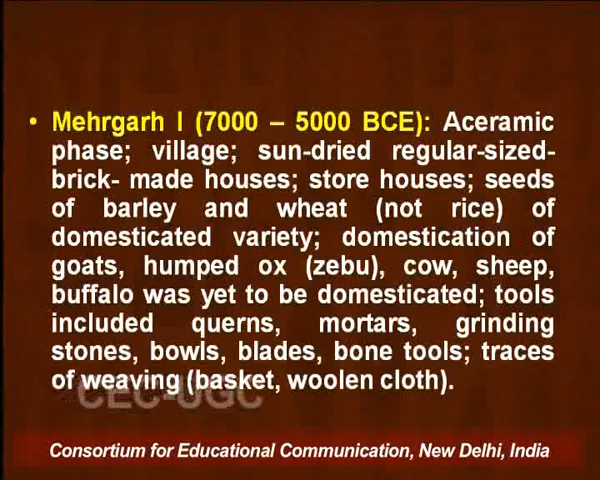 • Mehrgarh I (7000 – 5000 BCE): Aceramic
phase; village; sun-dried regular-sized-
brick- made houses; store houses; seeds
of barley and wheat (not rice) of
domesticated variety; domestication of
goats, humped ox (zebu), cow, sheep,
buffalo was yet to be domesticated; tools
included querns, mortars, grinding
stones, bowls, blades, bone tools; traces
of weaving (basket, woolen cloth).
CEC-UGC
Consortium for Educational Communication, New Delhi, India